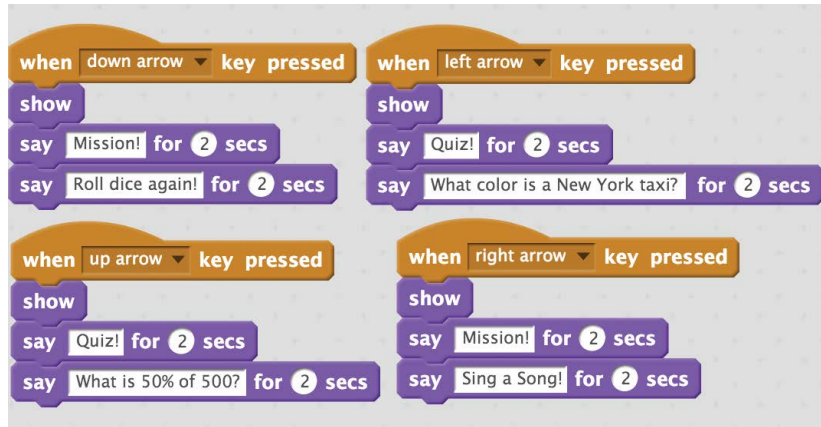 when down arrow key pressed
show
say Mission! for 2 secs
say Roll dice again! for 2 secs
when left arrow key pressed
show
say Quiz! for 2 secs
say What color is a New York taxi? for 2 secs
when up arrow key pressed
show
say Quiz! for 2 secs
say What is 50% of 500? for 2 secs
when right arrow key pressed
show
say Mission! for 2 secs
say Sing a Song! for 2 secs